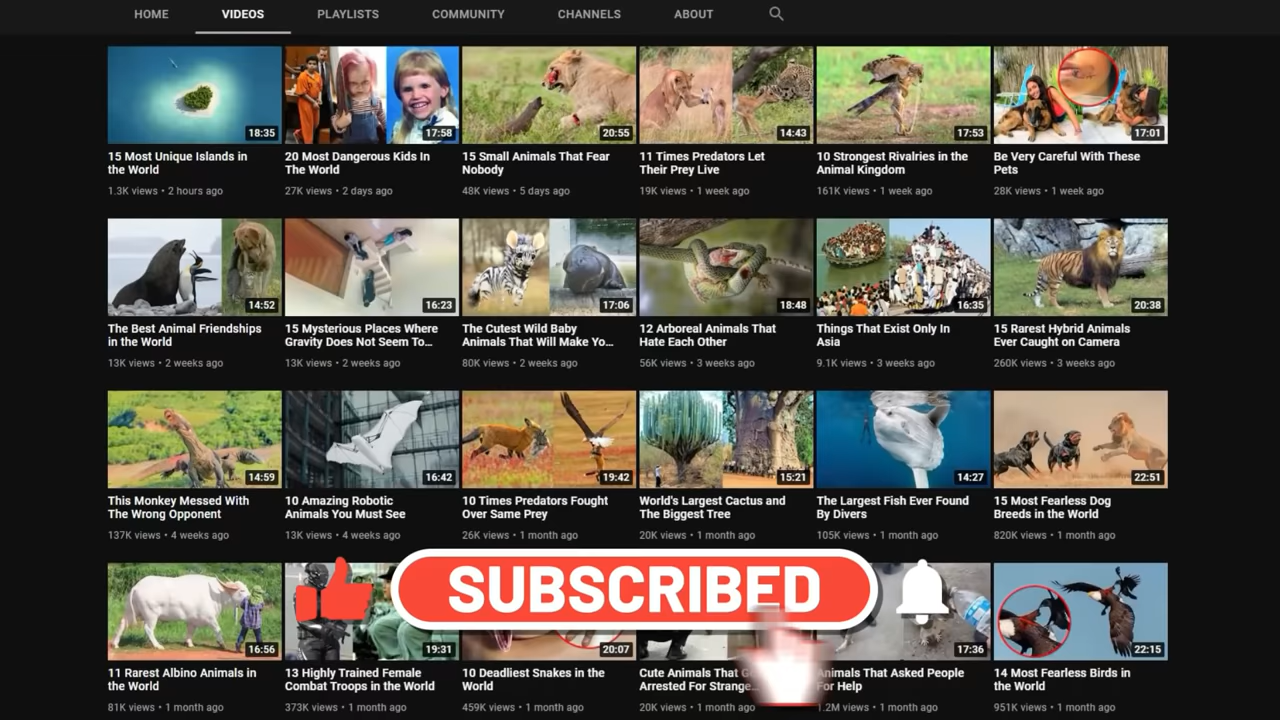 HOME VIDEOS PLAYLISTS COMMUNITY CHANNELS ABOUT
18:35 17:58 20:55 14:43 17:53 17:01
15 Most Unique Islands in
the World
1.3K views • 2 hours ago
20 Most Dangerous Kids In
The World
27K views • 2 days ago
15 Small Animals That Fear
Nobody
48K views • 5 days ago
11 Times Predators Let
Their Prey Live
19K views • 1 week ago
10 Strongest Rivalries in the
Animal Kingdom
161K views • 1 week ago
Be Very Careful With These
Pets
28K views • 1 week ago
14:52 16:23 17:06 18:48 16:35 20:38
The Best Animal Friendships
in the World
13K views • 2 weeks ago
15 Mysterious Places Where
Gravity Does Not Seem To...
13K views • 2 weeks ago
The Cutest Wild Baby
Animals That Will Make Yo...
80K views • 2 weeks ago
12 Arboreal Animals That
Hate Each Other
56K views • 3 weeks ago
Things That Exist Only In
Asia
9.1K views • 3 weeks ago
15 Rarest Hybrid Animals
Ever Caught on Camera
260K views • 3 weeks ago
14:59 16:42 19:42 15:21 14:27 22:51
This Monkey Messed With
The Wrong Opponent
137K views • 4 weeks ago
10 Amazing Robotic
Animals You Must See
13K views • 4 weeks ago
10 Times Predators Fought
Over Same Prey
26K views • 1 month ago
World's Largest Cactus and
The Biggest Tree
20K views • 1 month ago
The Largest Fish Ever Found
By Divers
105K views • 1 month ago
15 Most Fearless Dog
Breeds in the World
820K views • 1 month ago
SUBSCRIBED
16:56 19:31 20:07 17:36 22:15
11 Rarest Albino Animals in
the World
81K views • 1 month ago
13 Highly Trained Female
Combat Troops in the World
373K views • 1 month ago
10 Deadliest Snakes in the
World
459K views • 1 month ago
Cute Animals That
Arrested For Strange...
20K views • 1 month ago
Animals That Asked People
For Help
1.2M views • 1 month ago
14 Most Fearless Birds in
the World
951K views • 1 month ago